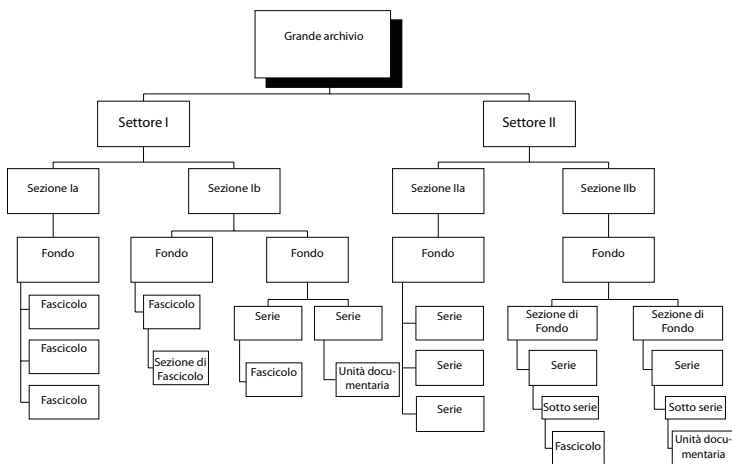 Grande archivio
Settore I
Settore II
Sezione Ia
Sezione Ib
Sezione IIa
Sezione IIb
Fondo
Fondo
Fondo
Fondo
Fondo
Fascicolo
Fascicolo
Serie
Serie
Serie
Sezione di
Fondo
Sezione di
Fondo
Fascicolo
Sezione di
Fascicolo
Fascicolo
Unità docu-
mentaria
Serie
Serie
Serie
Fascicolo
Serie
Sotto serie
Sotto serie
Fascicolo
Unità docu-
mentaria